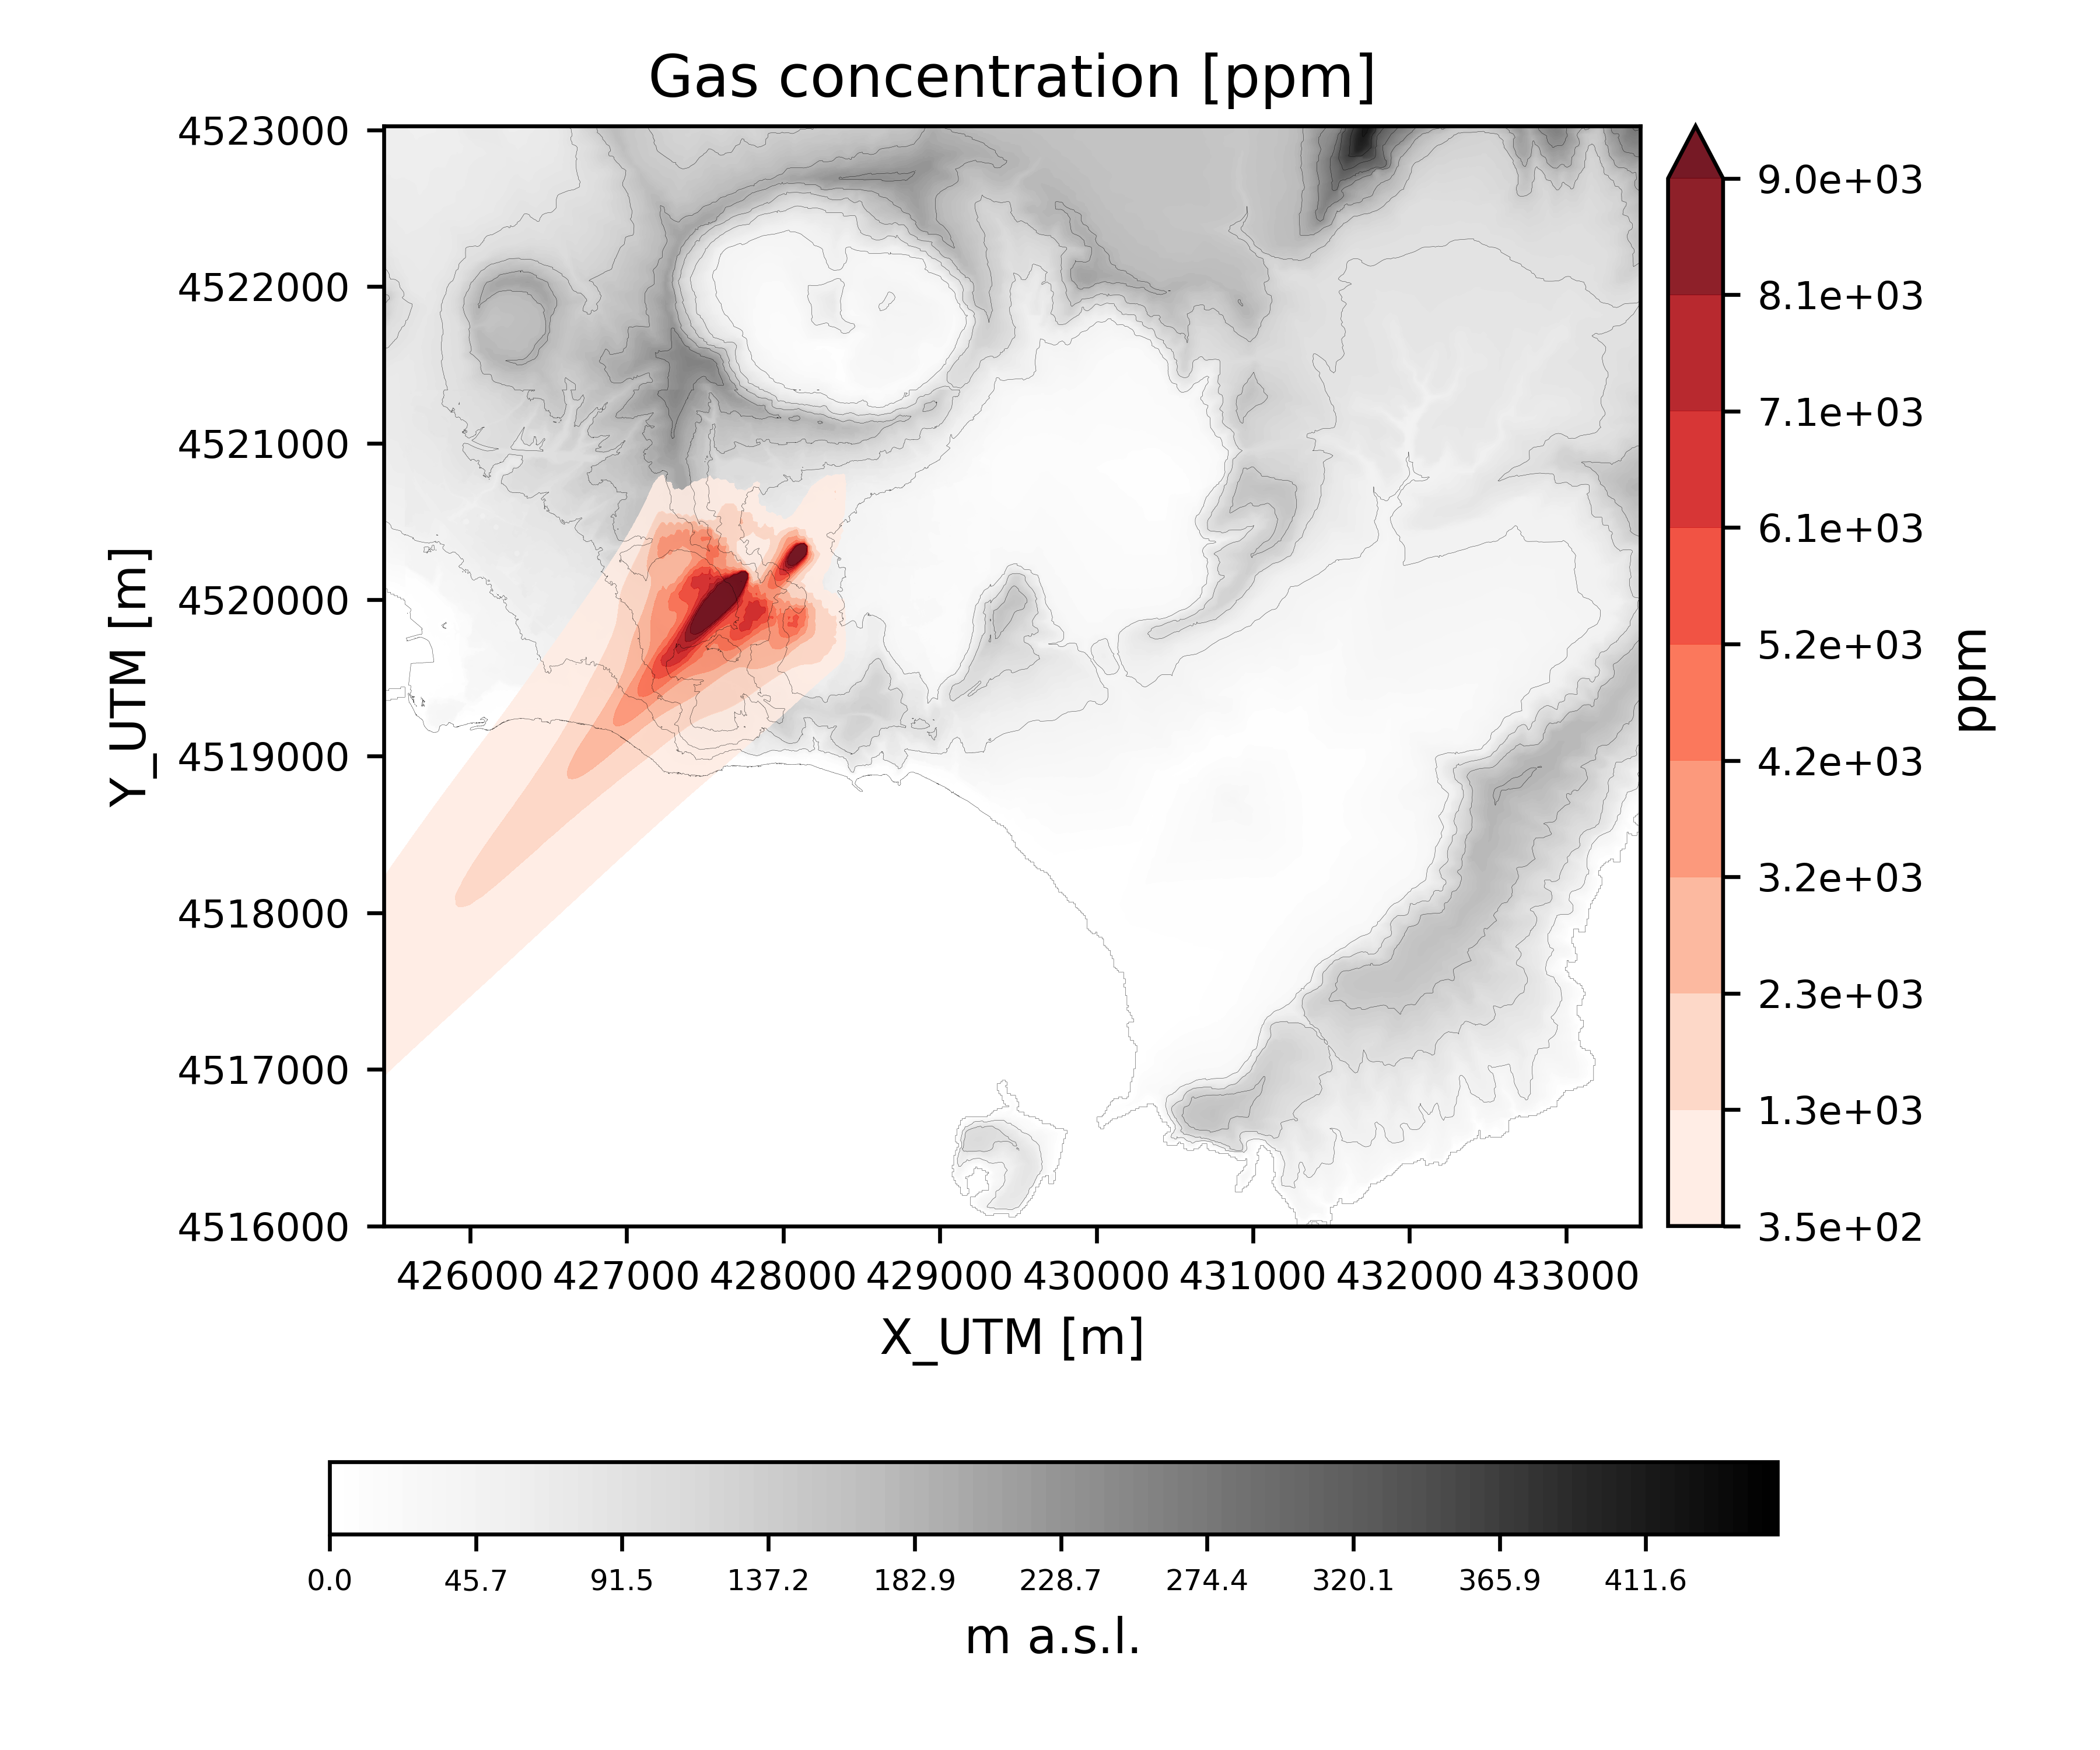 Gas concentration [ppm]
4523000
4522000
4521000
4520000
4519000
4518000
4517000
4516000
Y_UTM [m]
426000 427000 428000 429000 430000 431000 432000 433000
X_UTM [m]
9.0e+03
8.1e+03
7.1e+03
6.1e+03
5.2e+03
4.2e+03
3.2e+03
2.3e+03
1.3e+03
3.5e+02
ppm
0.0 45.7 91.5 137.2 182.9 228.7 274.4 320.1 365.9 411.6
m a.s.l.